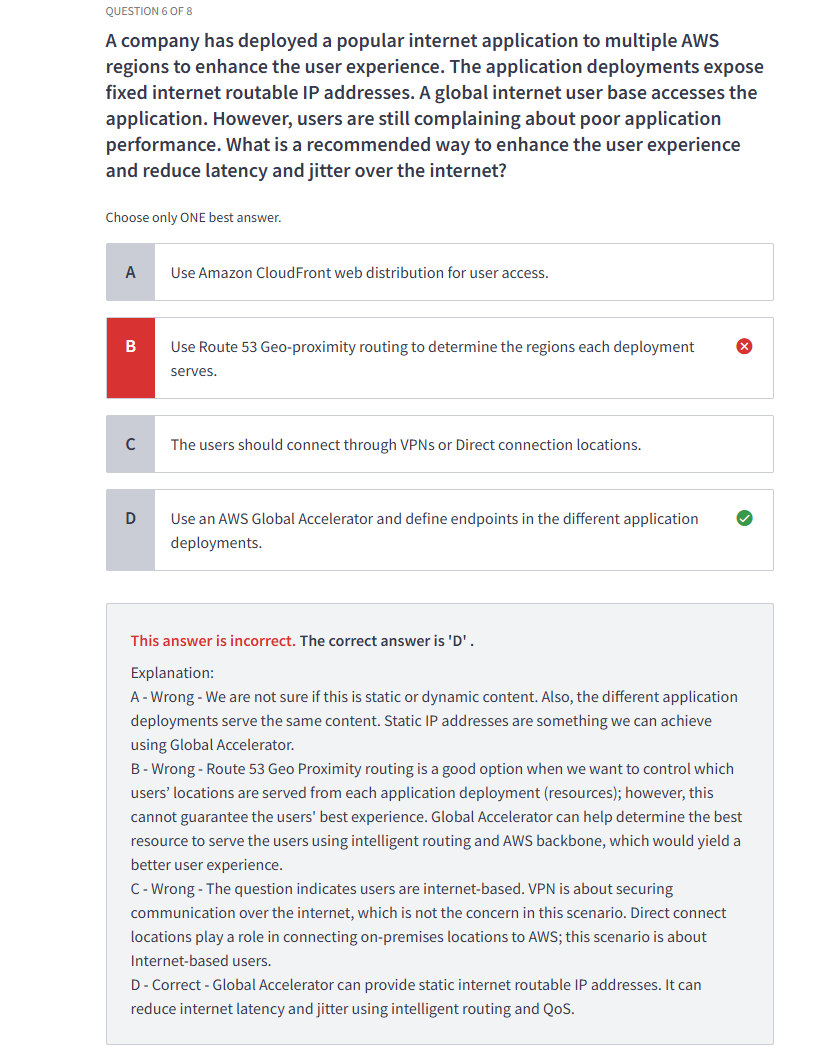 QUESTION 6 OF 8
A company has deployed a popular internet application to multiple AWS
regions to enhance the user experience. The application deployments expose
fixed internet routable IP addresses. A global internet user base accesses the
application. However, users are still complaining about poor application
performance. What is a recommended way to enhance the user experience
and reduce latency and jitter over the internet?
Choose only ONE best answer.
A
Use Amazon CloudFront web distribution for user access.
B
Use Route 53 Geo-proximity routing to determine the regions each deployment
serves.
C
The users should connect through VPNs or Direct connection locations.
D
Use an AWS Global Accelerator and define endpoints in the different application
deployments.
This answer is incorrect. The correct answer is 'D' .
Explanation:
A - Wrong - We are not sure if this is static or dynamic content. Also, the different application
deployments serve the same content. Static IP addresses are something we can achieve
using Global Accelerator.
B - Wrong - Route 53 Geo Proximity routing is a good option when we want to control which
users’ locations are served from each application deployment (resources); however, this
cannot guarantee the users' best experience. Global Accelerator can help determine the best
resource to serve the users using intelligent routing and AWS backbone, which would yield a
better user experience.
C - Wrong - The question indicates users are internet-based. VPN is about securing
communication over the internet, which is not the concern in this scenario. Direct connect
locations play a role in connecting on-premises locations to AWS; this scenario is about
Internet-based users.
D - Correct - Global Accelerator can provide static internet routable IP addresses. It can
reduce internet latency and jitter using intelligent routing and QoS.